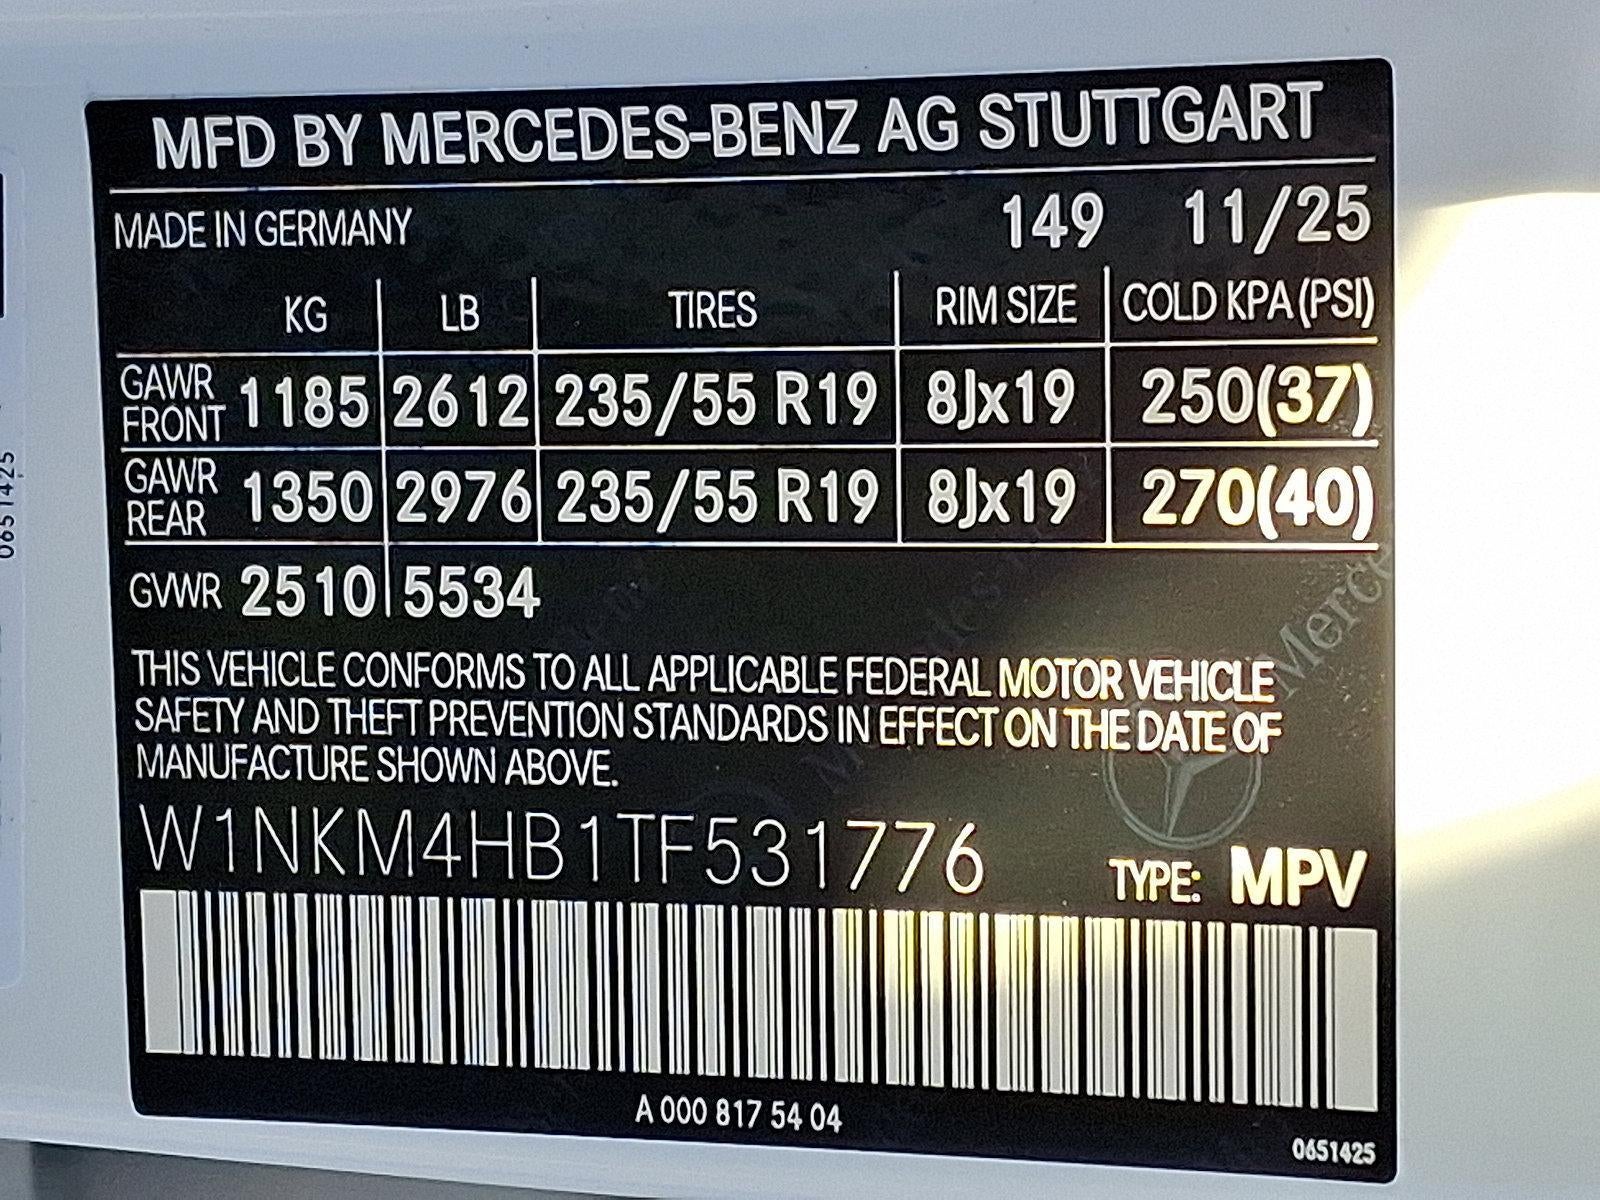 MFD BY MERCEDES-BENZ AG STUTTGART
MADE IN GERMANY 149 11/25
KG LB TIRES RIM SIZE COLD KPA (PSI)
GAWR FRONT 1185 2612 235/55 R19 8Jx19 250(37)
GAWR REAR 1350 2976 235/55 R19 8Jx19 270(40)
GVWR 2510 5534
THIS VEHICLE CONFORMS TO ALL APPLICABLE FEDERAL MOTOR VEHICLE
SAFETY AND THEFT PREVENTION STANDARDS IN EFFECT ON THE DATE OF
MANUFACTURE SHOWN ABOVE.
W1NKM4HB1TF531776 TYPE: MPV
A 000 817 54 04
0651425
0651425